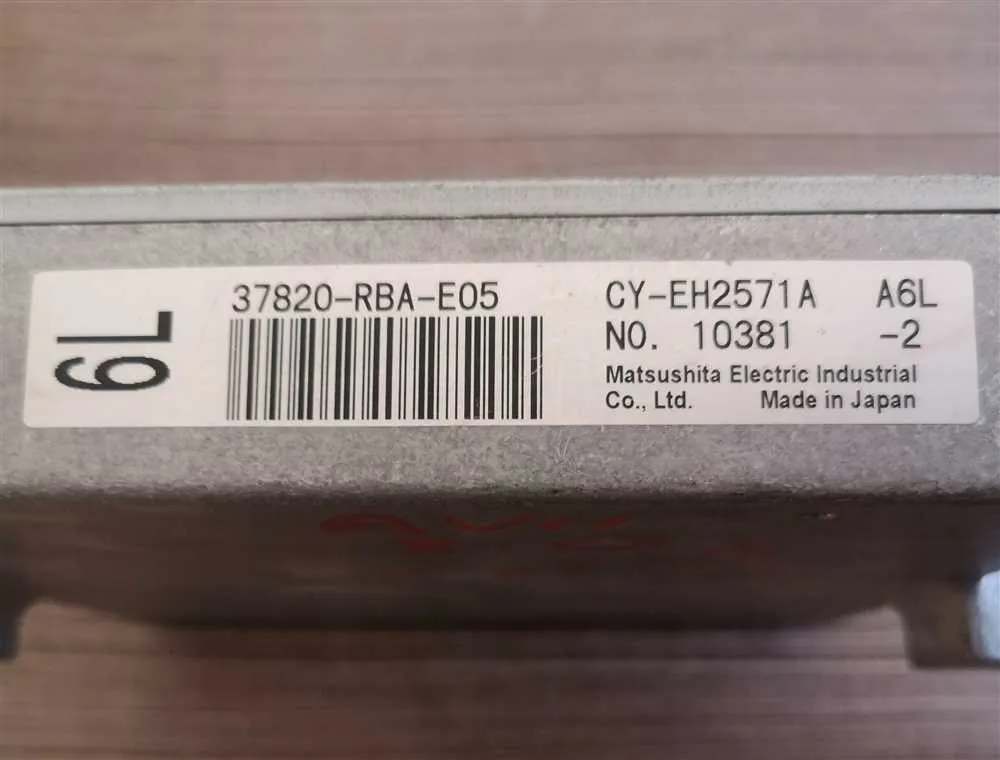 6L
37820-RBA-E05
CY-EH2571A A6L
NO. 10381 -2
Matsushita Electric Industrial
Co., Ltd. Made in Japan